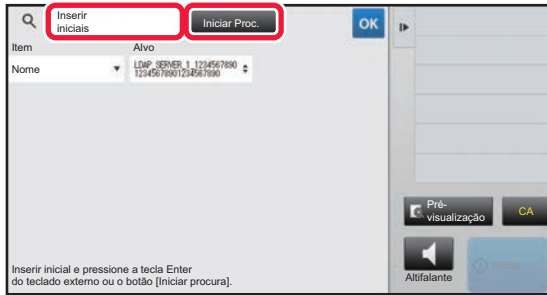 Inserir
iniciais
Iniciar Proc.
OK
Item
Alvo
Nome
LDAP_SERVER_1_1234567890
12345678901234567890
Pré-
visualização
CA
Altifalante
Inserir inicial e pressione a tecla Enter
do teclado externo ou o botão [Iniciar procura].